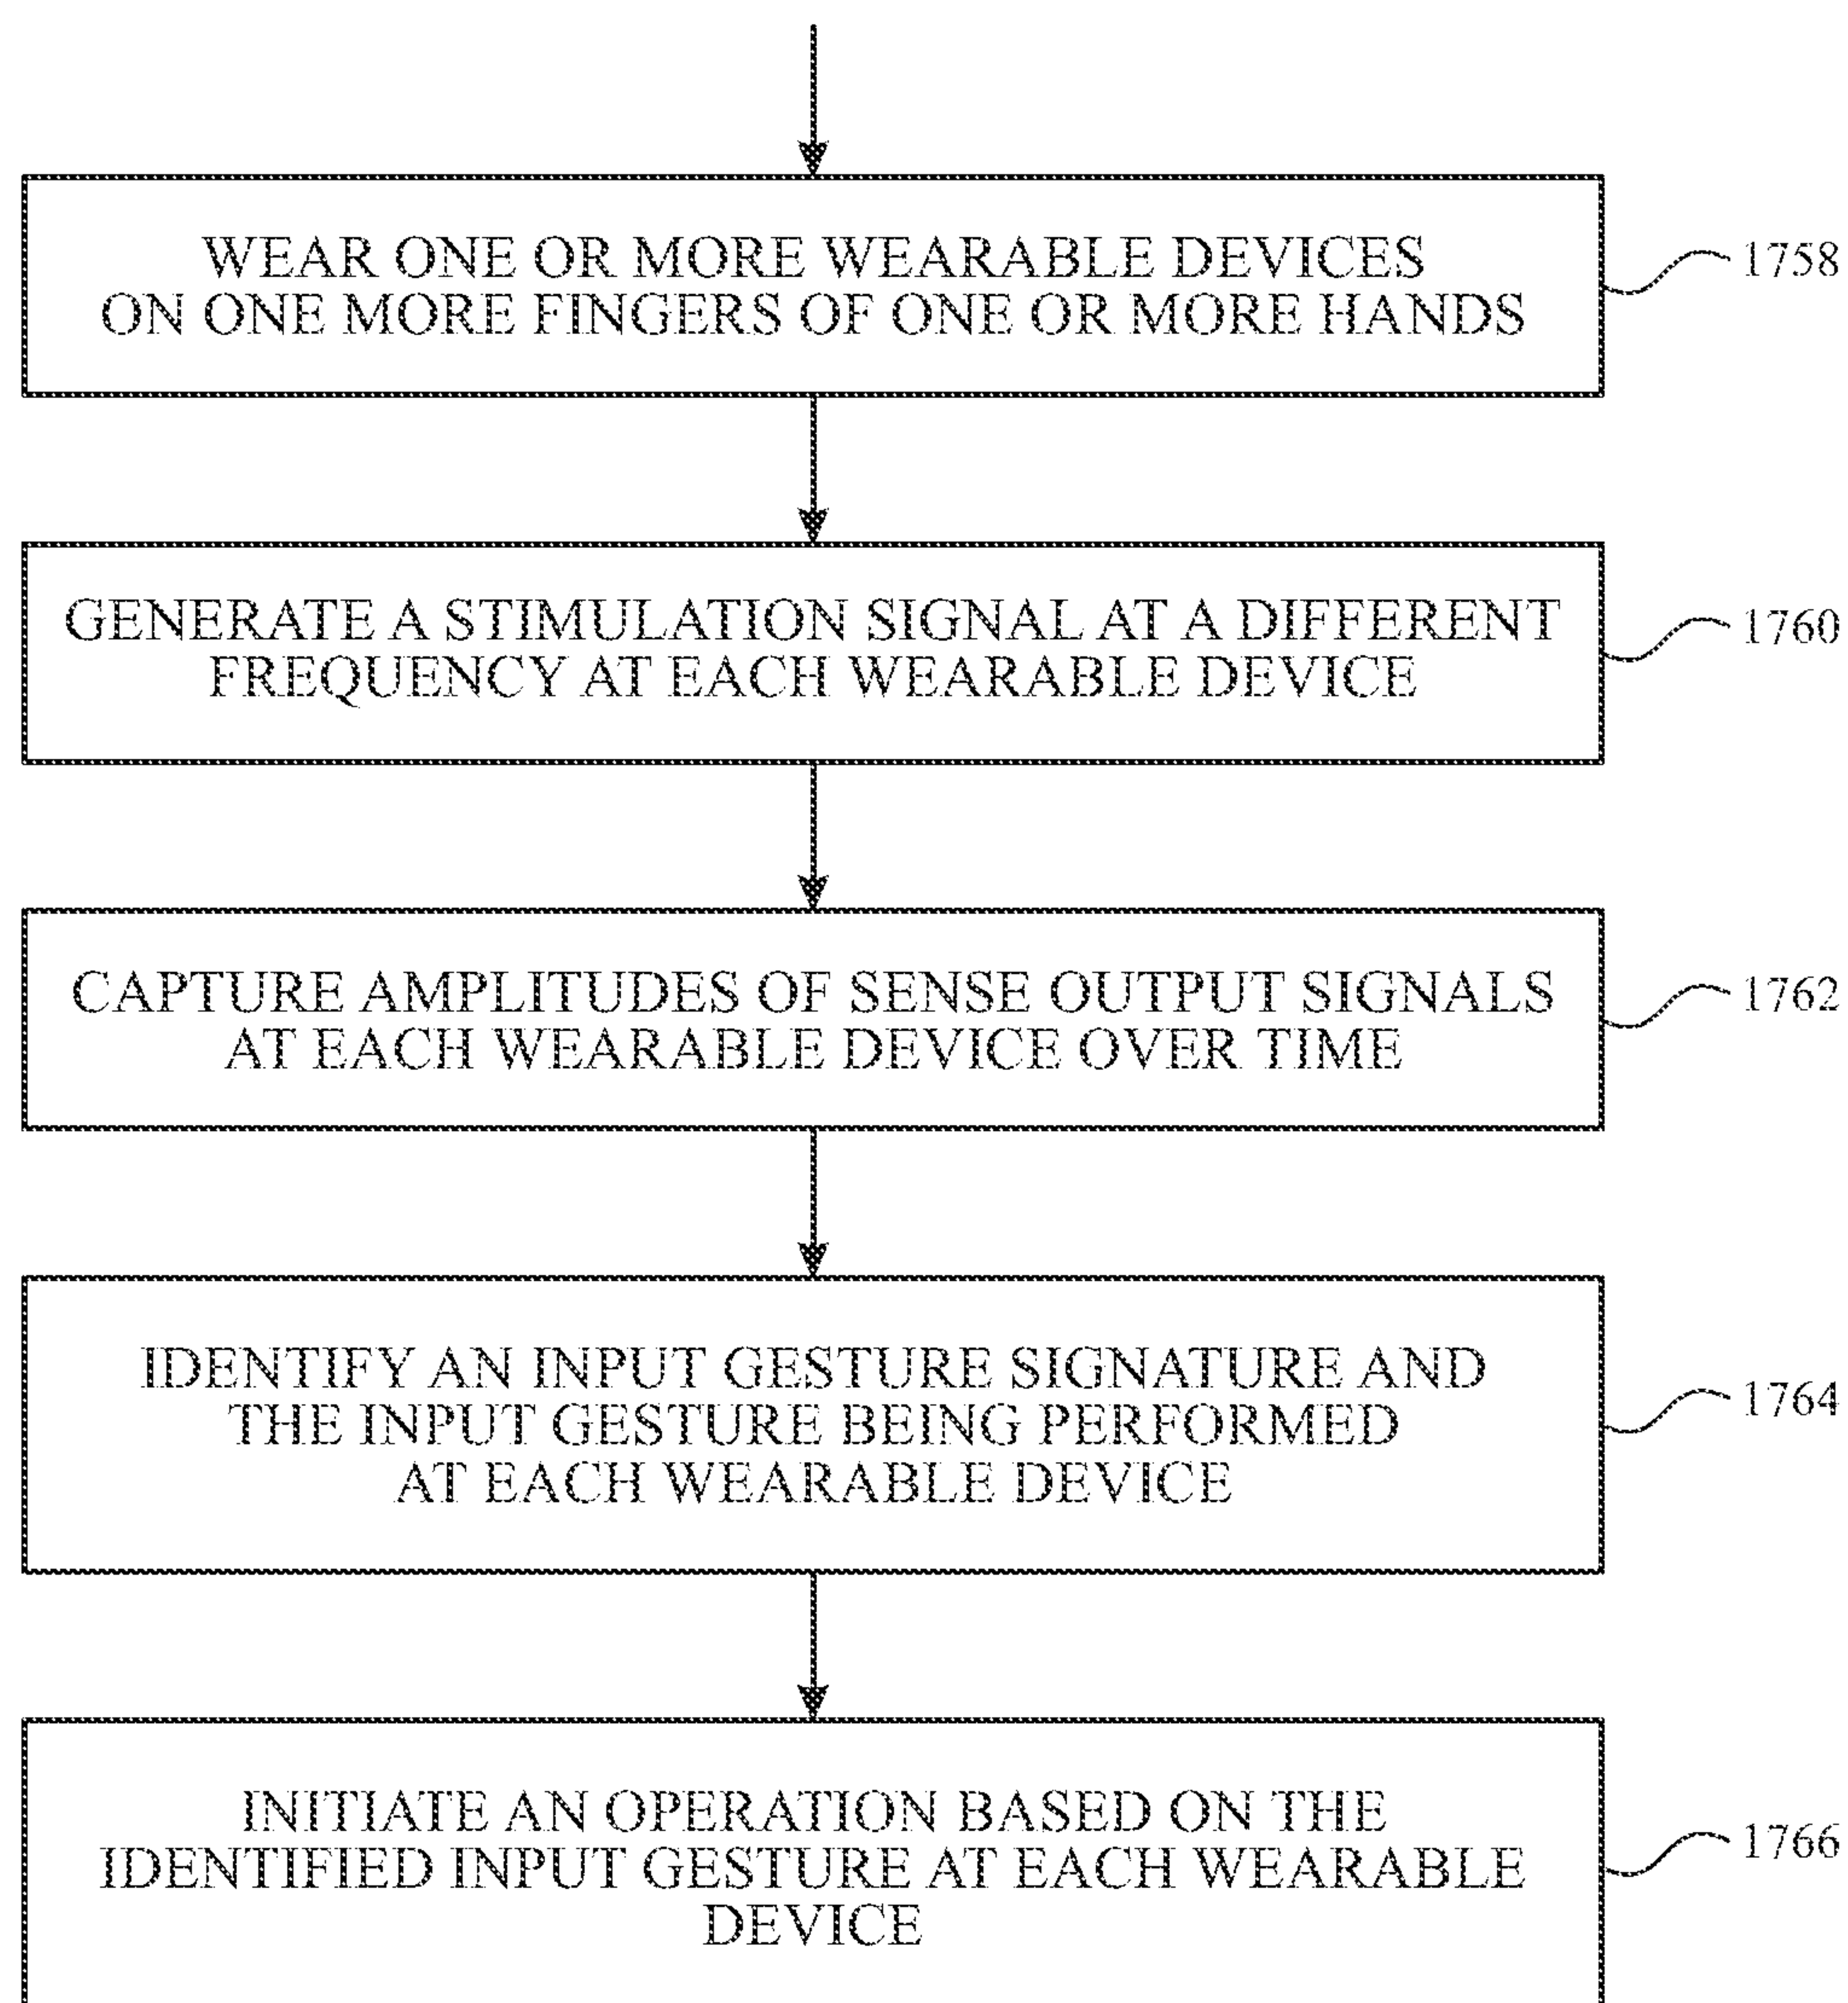 WEAR ONE OR MORE WEARABLE DEVICES
ON ONE MORE FINGERS OF ONE OR MORE HANDS
1758
GENERATE A STIMULATION SIGNAL AT A DIFFERENT
FREQUENCY AT EACH WEARABLE DEVICE
1760
CAPTURE AMPLITUDES OF SENSE OUTPUT SIGNALS
AT EACH WEARABLE DEVICE OVER TIME
1762
IDENTIFY AN INPUT GESTURE SIGNATURE AND
THE INPUT GESTURE BEING PERFORMED
AT EACH WEARABLE DEVICE
1764
INITIATE AN OPERATION BASED ON THE
IDENTIFIED INPUT GESTURE AT EACH WEARABLE
DEVICE
1766